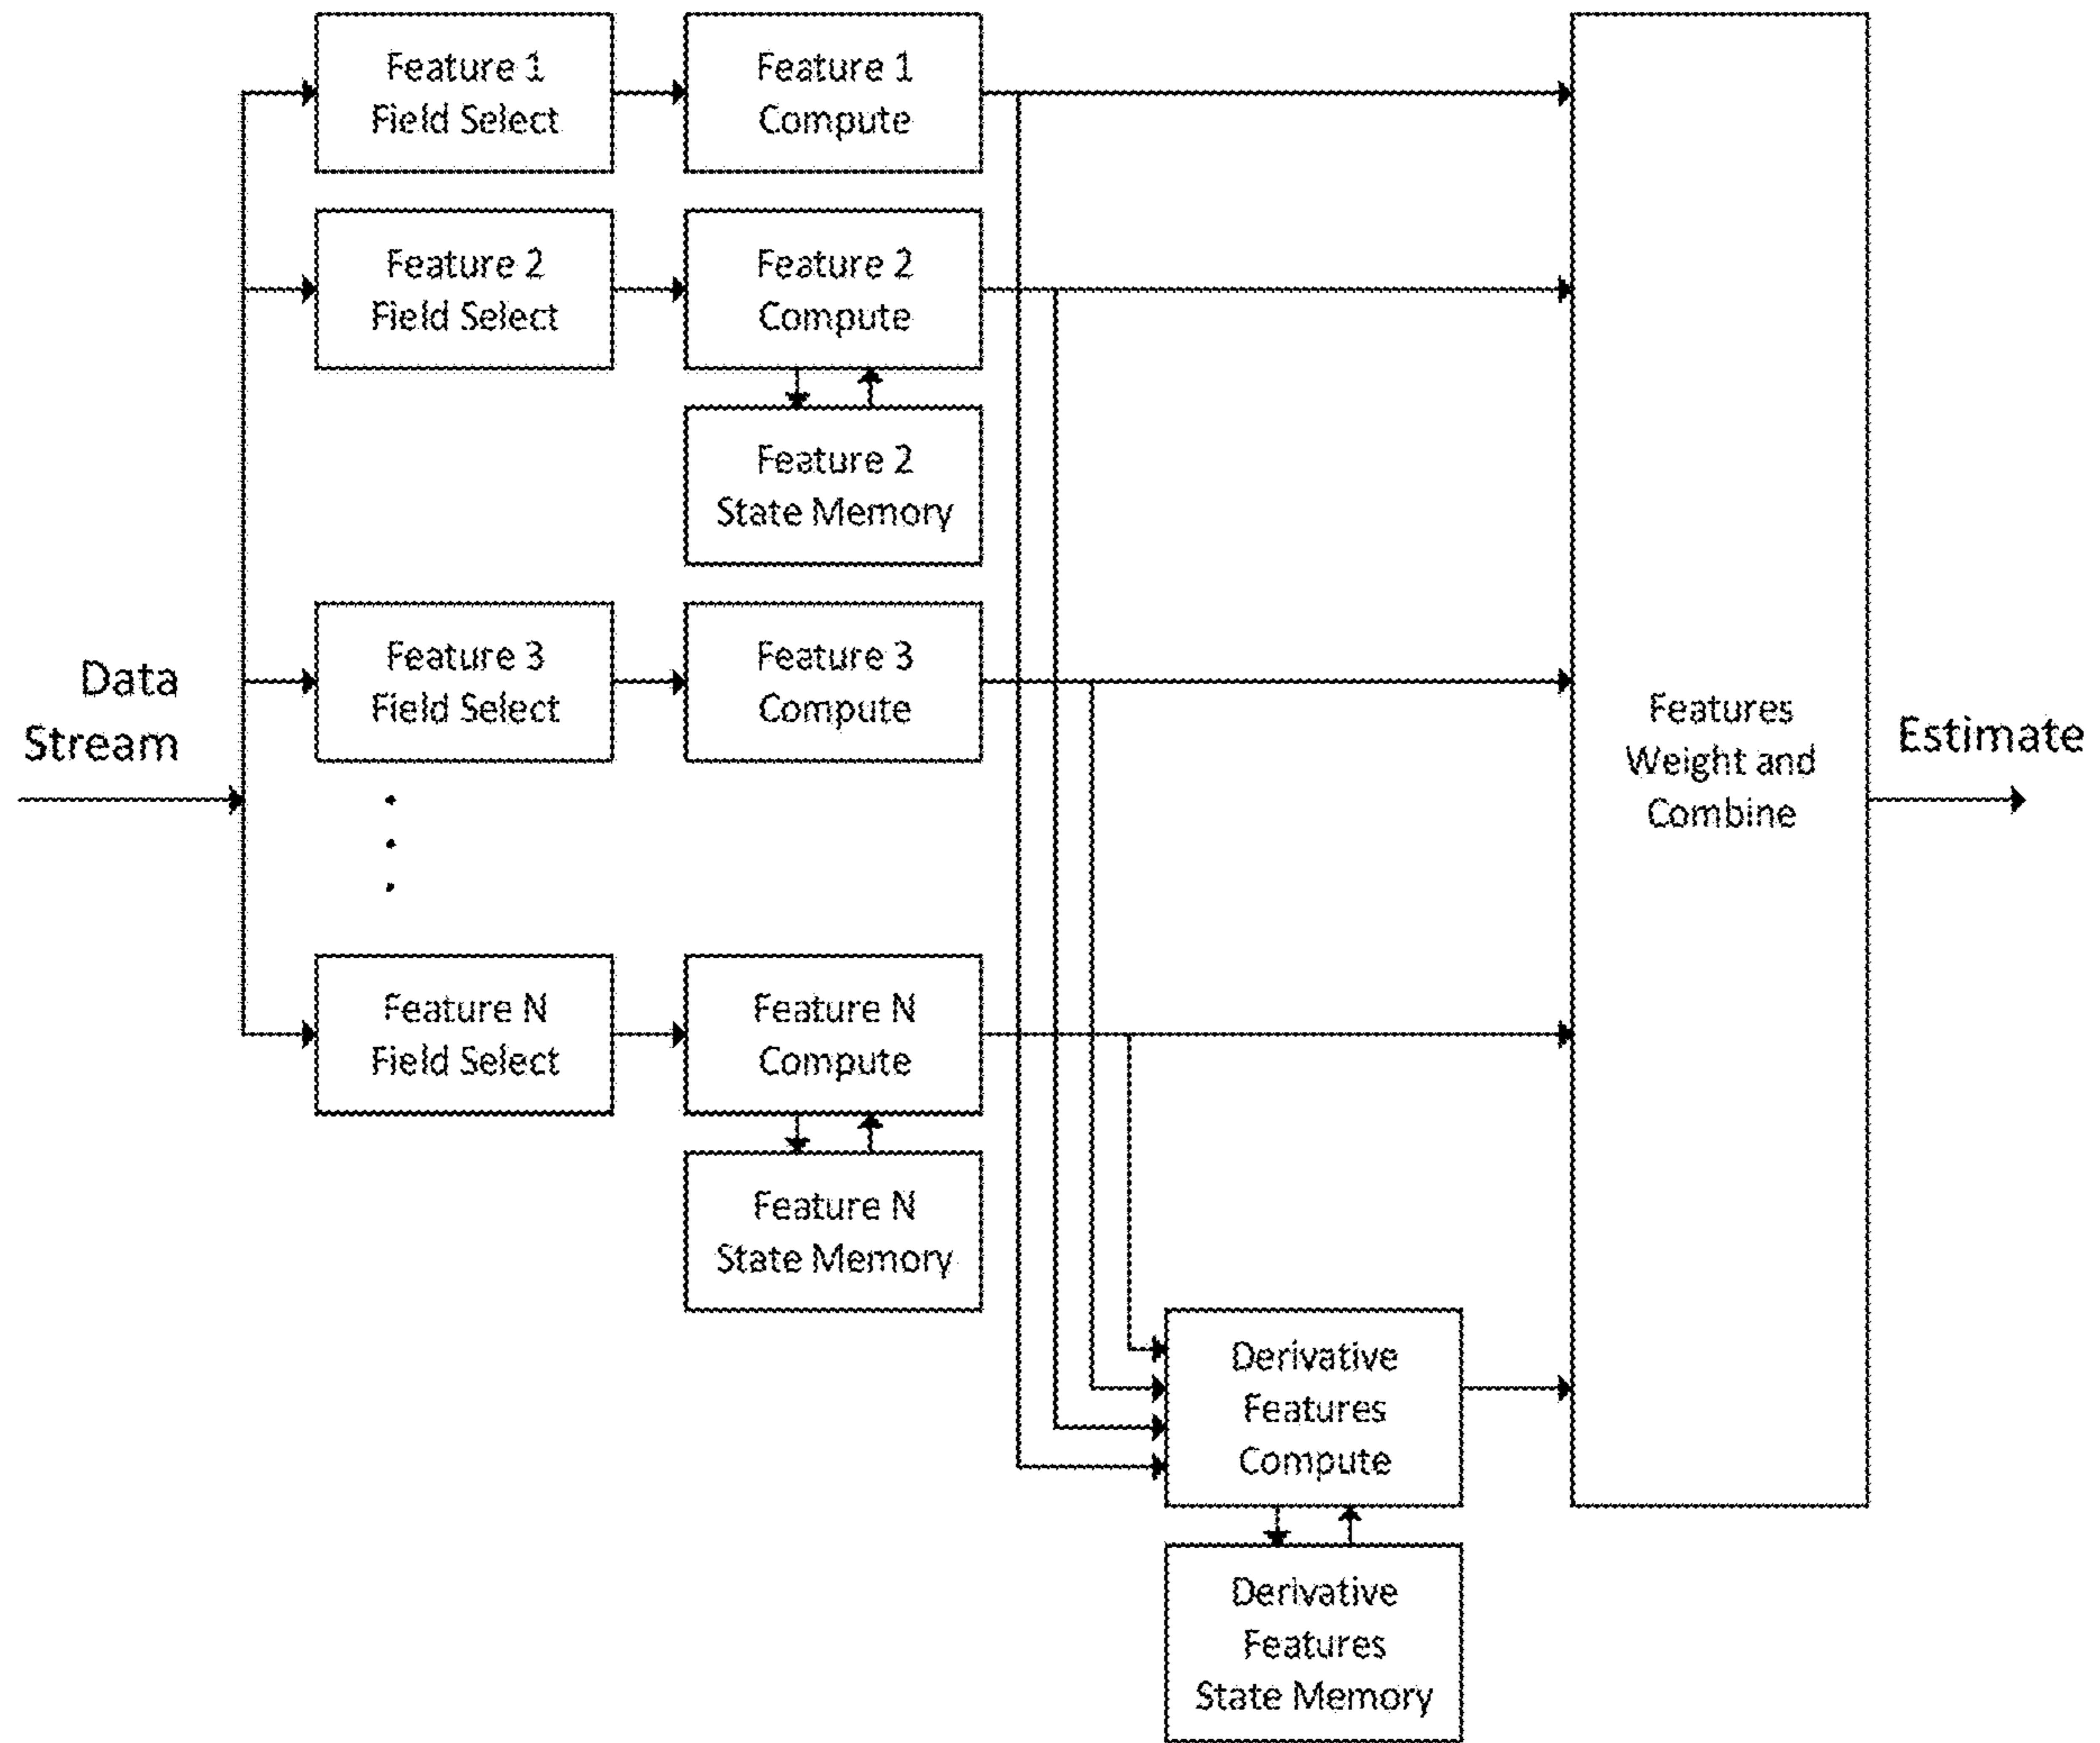 Feature 1
Field Select
Feature 1
Compute
Feature 2
Field Select
Feature 2
Compute
Feature 2
State Memory
Data
Stream
Feature 3
Field Select
Feature 3
Compute
Features
Weight and
Combine
Estimate
Feature N
Field Select
Feature N
Compute
Feature N
State Memory
Derivative
Features
Compute
Derivative
Features
State Memory